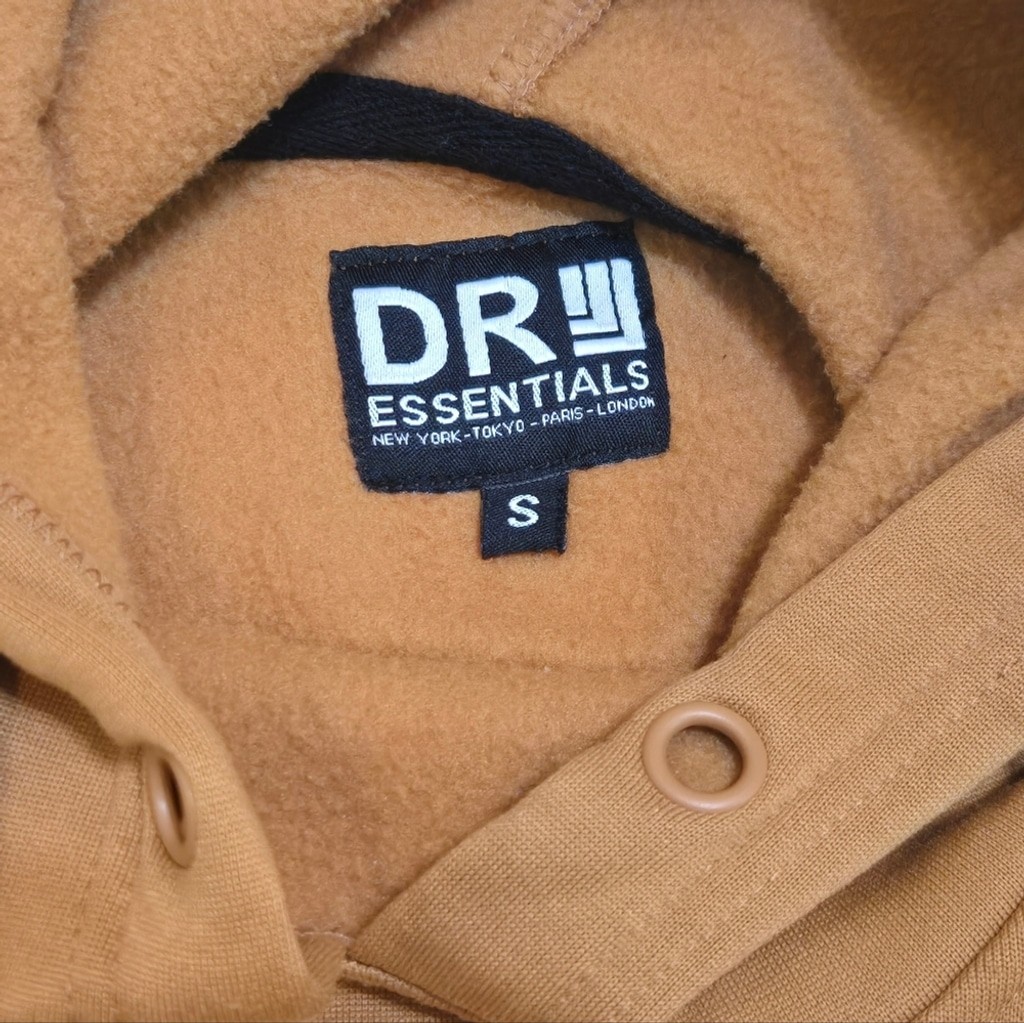 DR
ESSENTIALS
NEW YORK-TOKYO-PARIS-LONDON
S